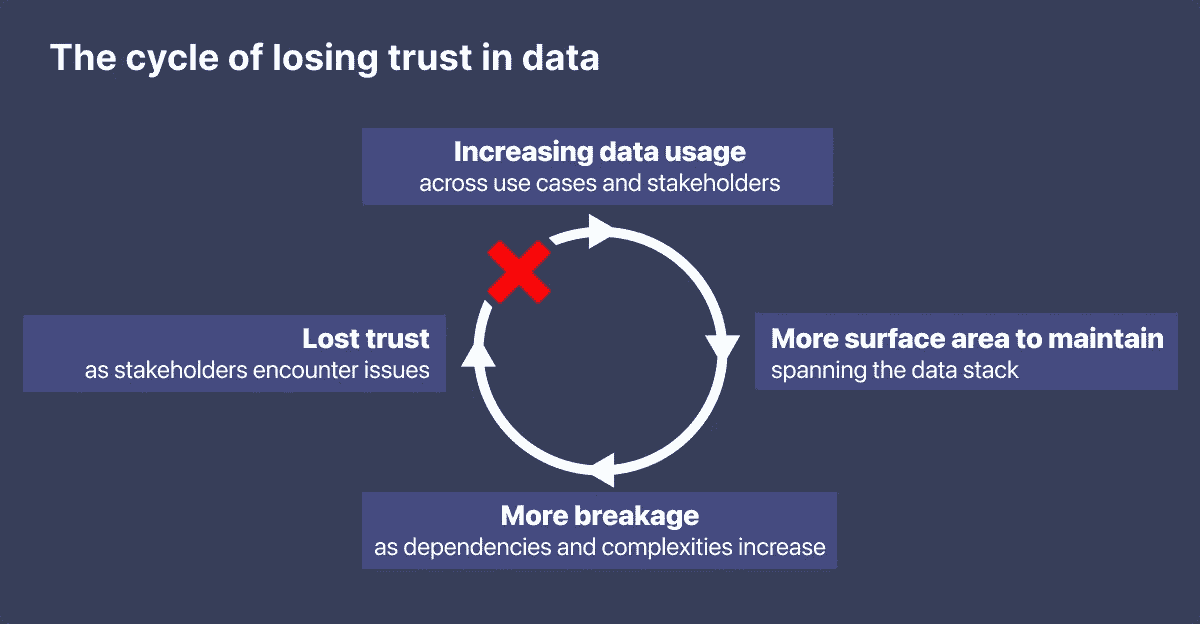 The cycle of losing trust in data
Increasing data usage
across use cases and stakeholders
Lost trust
as stakeholders encounter issues
More surface area to maintain
spanning the data stack
More breakage
as dependencies and complexities increase